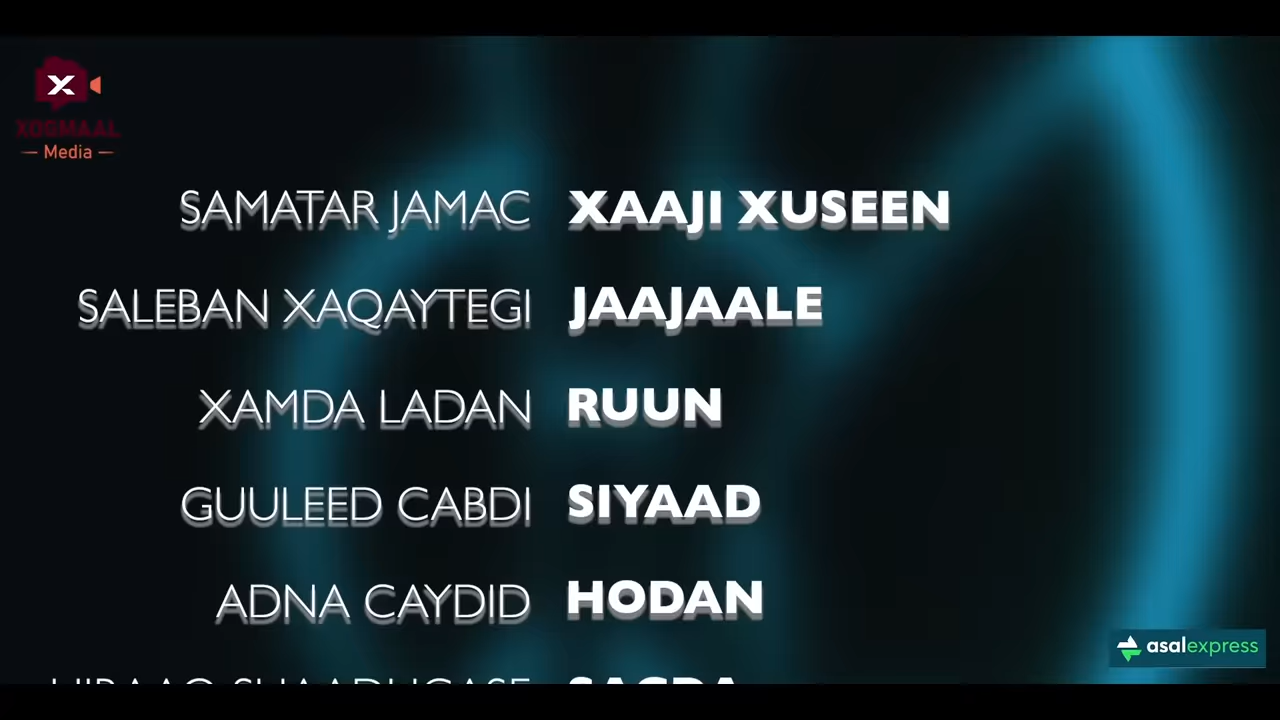 X
XOGMAAL
Media
SAMATAR JAMAC XAAJI XUSEEN
SALEBAN XAQAYTEGI JAAJAALE
XAMDA LADAN RUUN
GUULEED CABDI SIYAAD
ADNA CAYDID HODAN
asalexpress